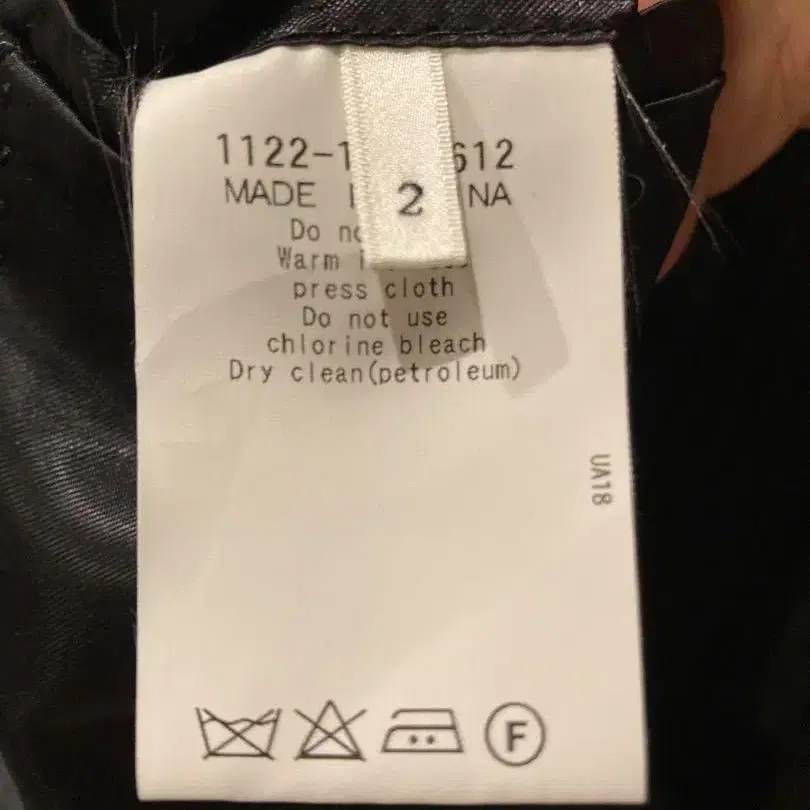 2
1122-1 612
MADE NA
Do
Warm
press cloth
Do not use
chlorine bleach
Dry clean(petroleum)
UA18
F